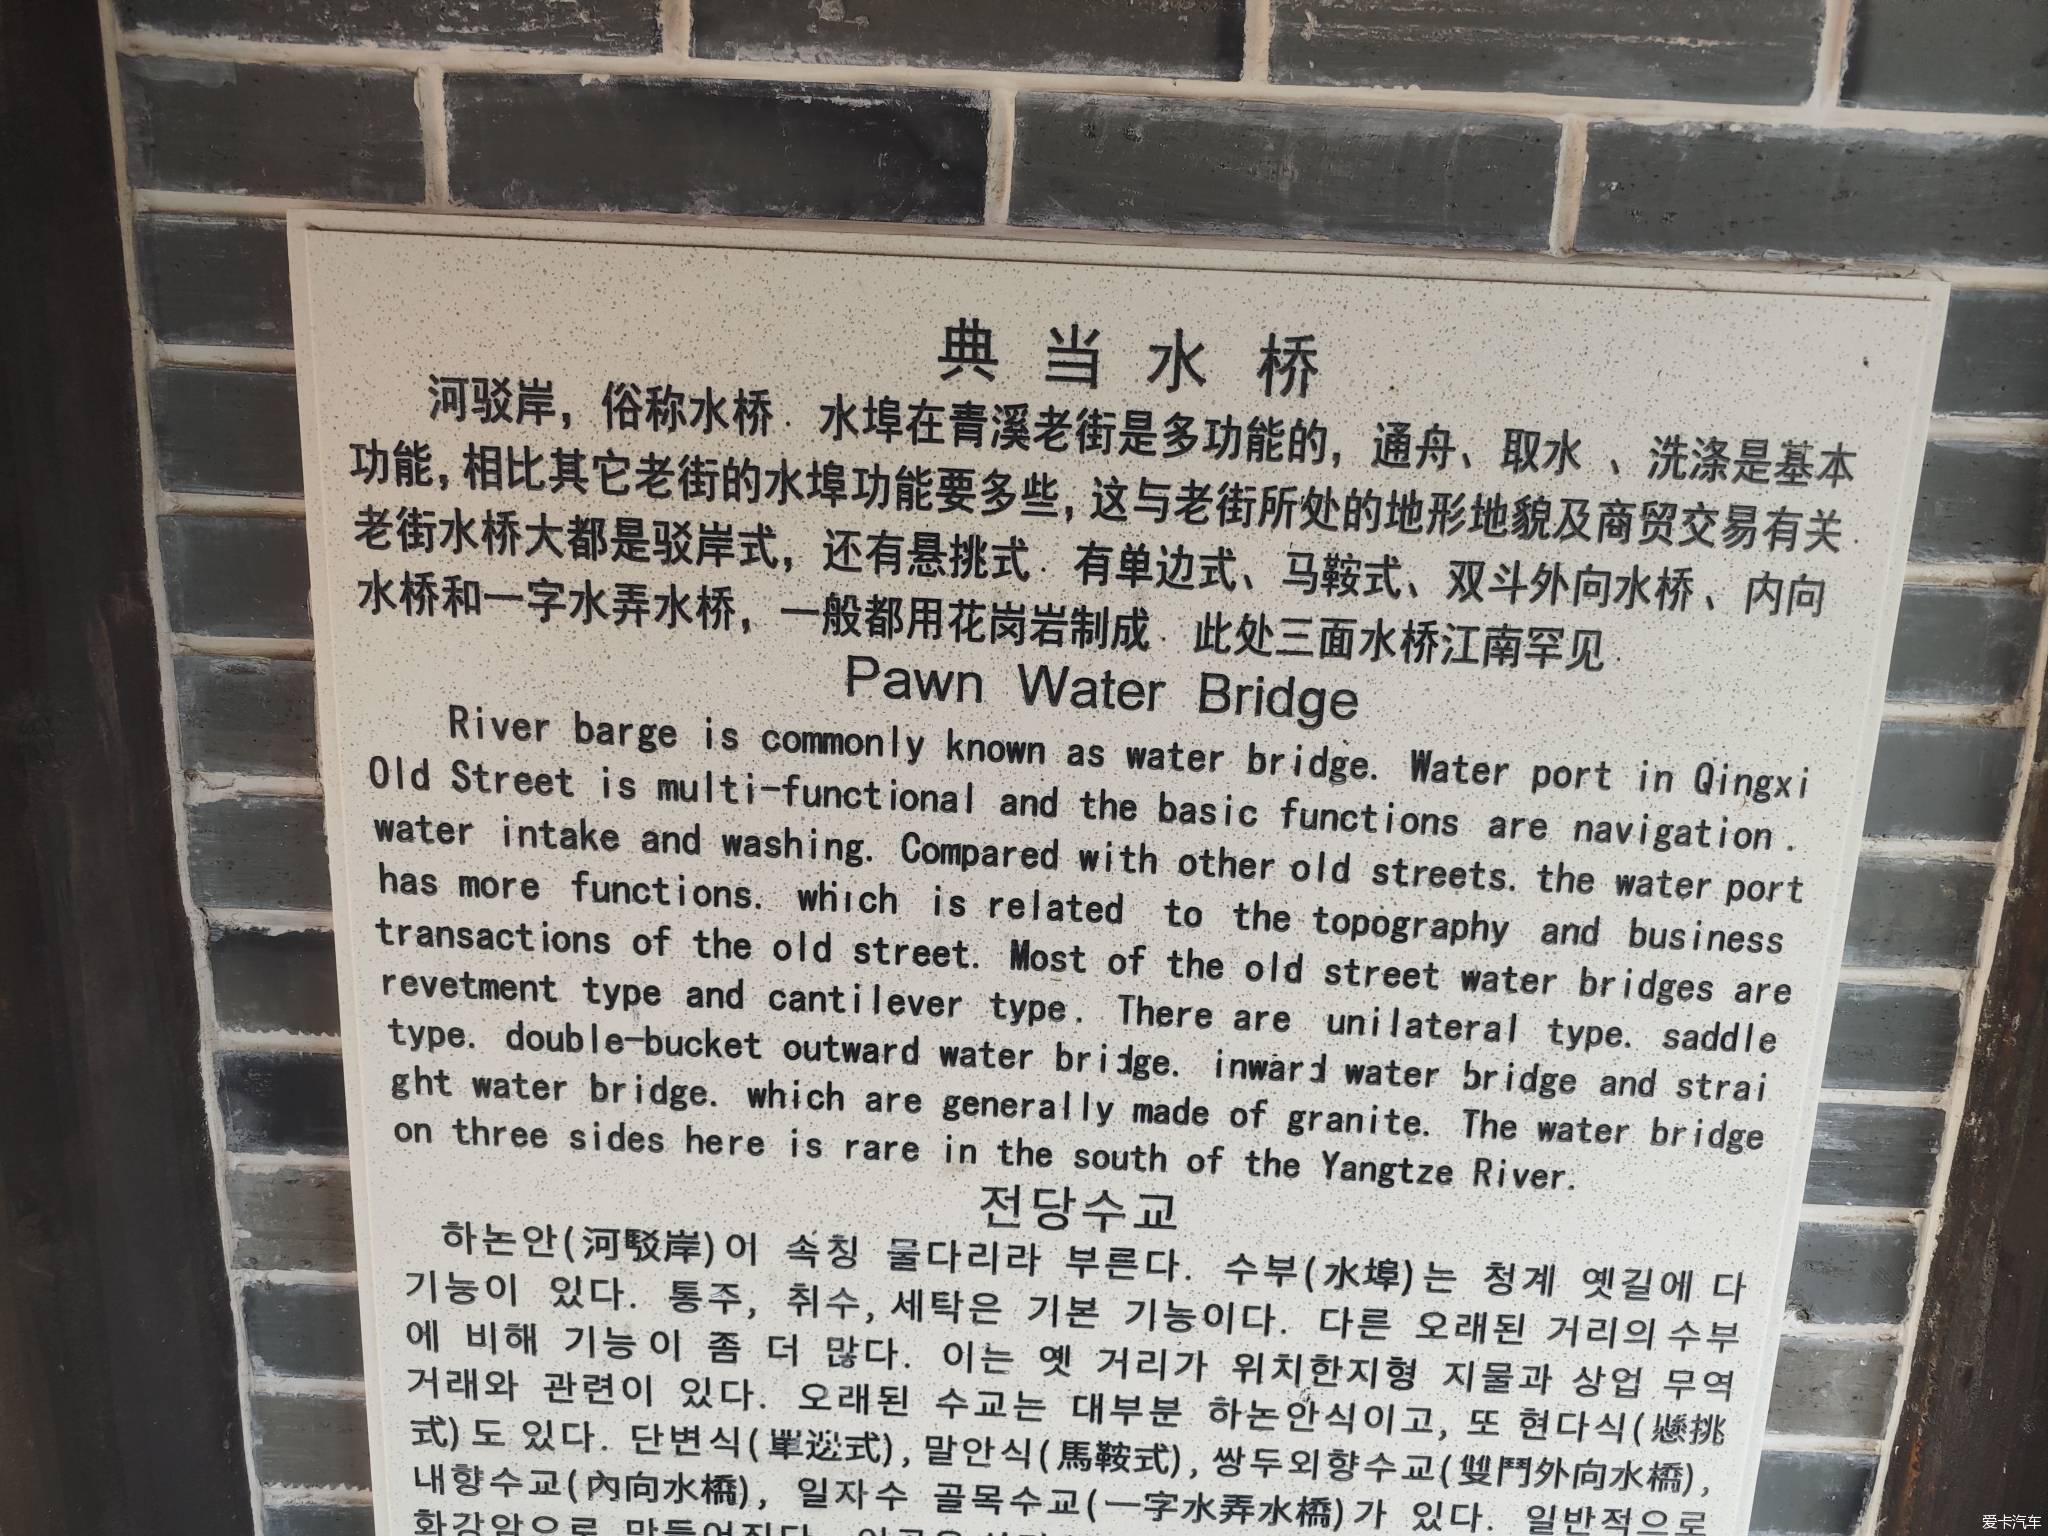 典当水桥
河驳岸，俗称水桥．水埠在青溪老街是多功能的，通舟、取水、洗涤是基本
功能，相比其它老街的水埠功能要多些，这与老街所处的地形地貌及商贸交易有关．
老街水桥大都是驳岸式，还有悬挑式．有单边式、马鞍式、双斗外向水桥、内向
水桥和一字水弄水桥，一般都用花岗岩制成．此处三面水桥江南罕见．
Pawn Water Bridge
River barge is commonly known as water bridge. Water port in Qingxi
Old Street is multi-functional and the basic functions are navigation.
water intake and washing. Compared with other old streets. the water port
has more functions. which is related to the topography and business
transactions of the old street. Most of the old street water bridges are
revetment type and cantilever type. There are unilateral type. saddle
type. double-bucket outward water bridge. inward water bridge and strai
ght water bridge. which are generally made of granite. The water bridge
on three sides here is rare in the south of the Yangtze River.
전당수교
하논안(河駁岸)이 속칭 물다리라 부른다. 수부(水埠)는 청계 옛길에 다
기능이 있다. 통주, 취수, 세탁은 기본 기능이다. 다른 오래된 거리의 수부
에 비해 기능이 좀 더 많다. 이는 옛 거리가 위치한지형 지물과 상업 무역
거래와 관련이 있다. 오래된 수교는 대부분 하논안식이고, 또 현다식(懸挑
式)도 있다. 단변식(單邊式), 말안식(馬鞍式), 쌍두외향수교(雙鬥外向水橋),
내향수교(內向水橋), 일자수 골목수교(一字水弄水橋)가 있다. 일반적으로
화강암으로 만들어진다.
爱卡汽车